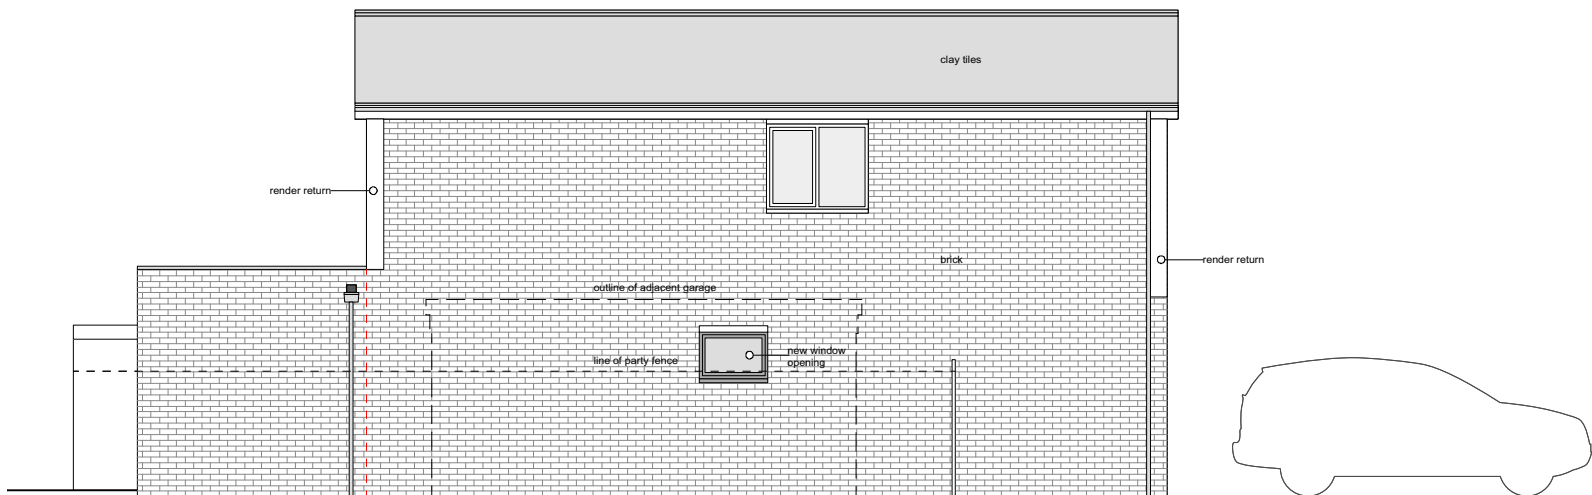 clay tiles
render return
brick
render return
outline of adjacent garage
new window
opening
line of party fence